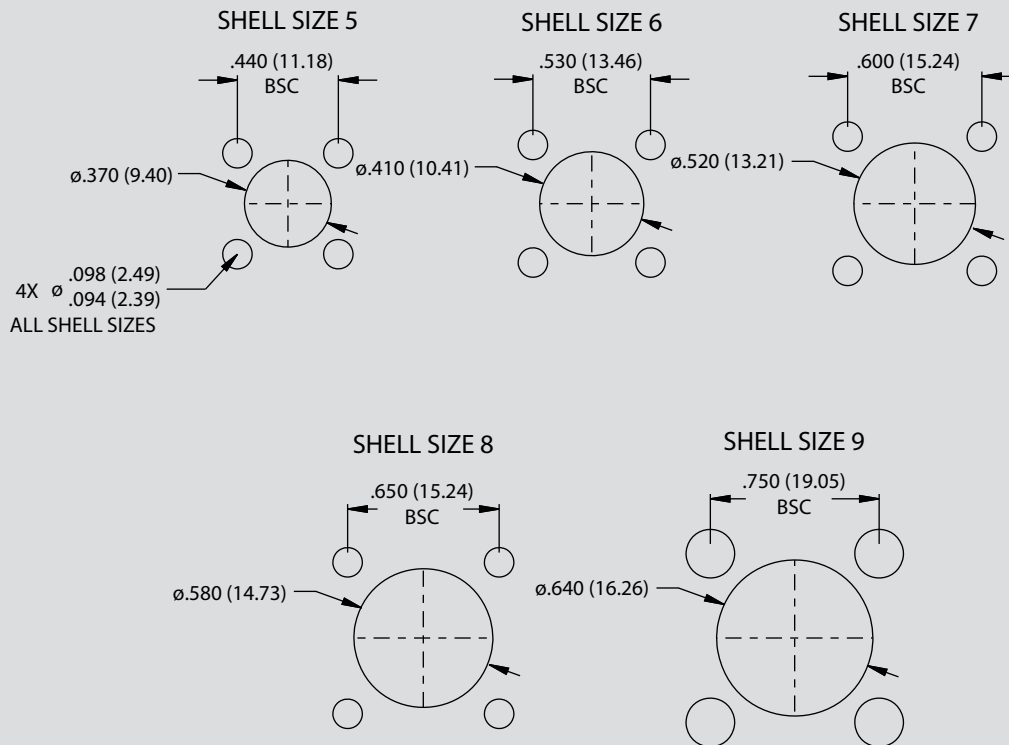 SHELL SIZE 5
.440 (11.18)
BSC
ø.370 (9.40)
4X ø .098 (2.49)
.094 (2.39)
ALL SHELL SIZES
SHELL SIZE 6
.530 (13.46)
BSC
ø.410 (10.41)
SHELL SIZE 7
.600 (15.24)
BSC
ø.520 (13.21)
SHELL SIZE 8
.650 (15.24)
BSC
ø.580 (14.73)
SHELL SIZE 9
.750 (19.05)
BSC
ø.640 (16.26)